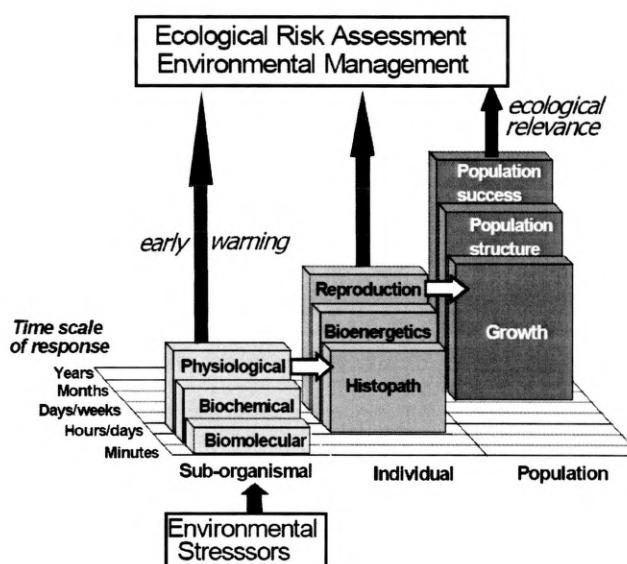 Ecological Risk Assessment
Environmental Management
ecological
relevance
Population
success
Population
structure
early warning
Reproduction
Growth
Bioenergetics
Time scale
of response
Physiological
Histopath
Years
Months
Biochemical
Days/weeks
Hours/days
Biomolecular
Minutes
Sub-organismal
Individual
Population
Environmental
Stresssors